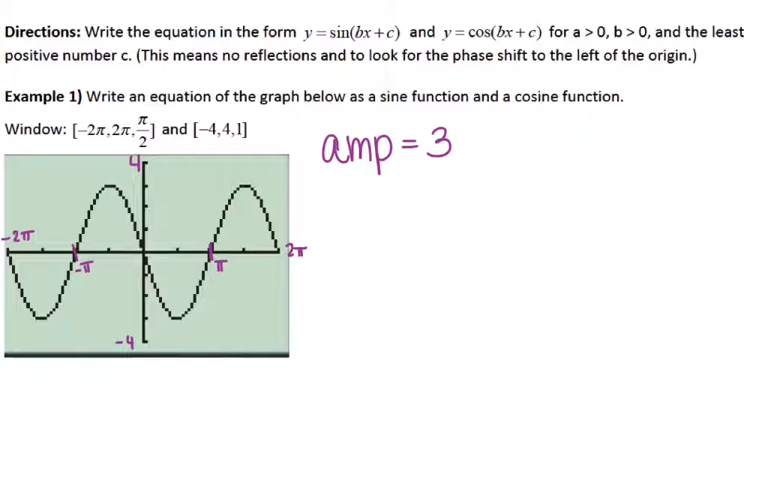 Directions: Write the equation in the form y = sin(bx + c) and y = cos(bx + c) for a > 0, b > 0, and the least
positive number c. (This means no reflections and to look for the phase shift to the left of the origin.)
Example 1) Write an equation of the graph below as a sine function and a cosine function.
Window: [−2π, 2π, π/2] and [−4,4,1]
amp = 3
4
-2π
-π
π
2π
-4